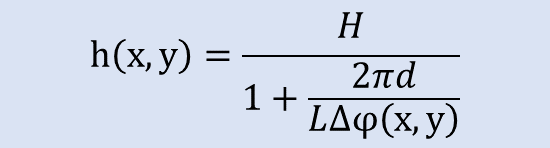 h(x, y) = H / (1 + 2πd / (LΔφ(x, y)))